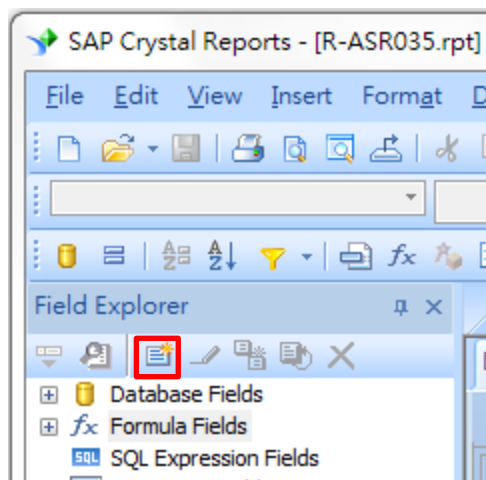 SAP Crystal Reports - [R-ASR035.rpt]
File Edit View Insert Format
Field Explorer
Database Fields
Formula Fields
SQL SQL Expression Fields